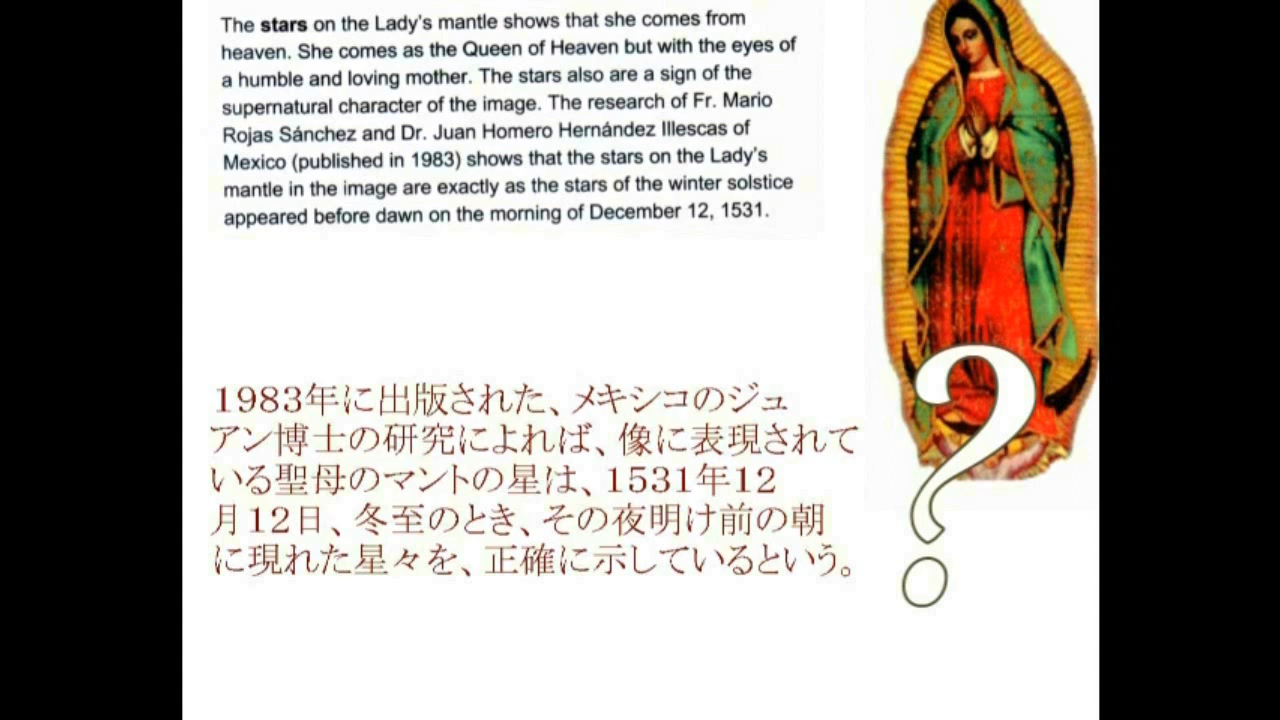 The stars on the Lady's mantle shows that she comes from
heaven. She comes as the Queen of Heaven but with the eyes of
a humble and loving mother. The stars also are a sign of the
supernatural character of the image. The research of Fr. Mario
Rojas Sánchez and Dr. Juan Homero Hernández Illescas of
Mexico (published in 1983) shows that the stars on the Lady's
mantle in the image are exactly as the stars of the winter solstice
appeared before dawn on the morning of December 12, 1531.
1983年に出版された、メキシコのジュ
アン博士の研究によれば、像に表現されて
いる聖母のマントの星は、1531年12
月12日、冬至のとき、その夜明け前の朝
に現れた星々を、正確に示しているという。
?